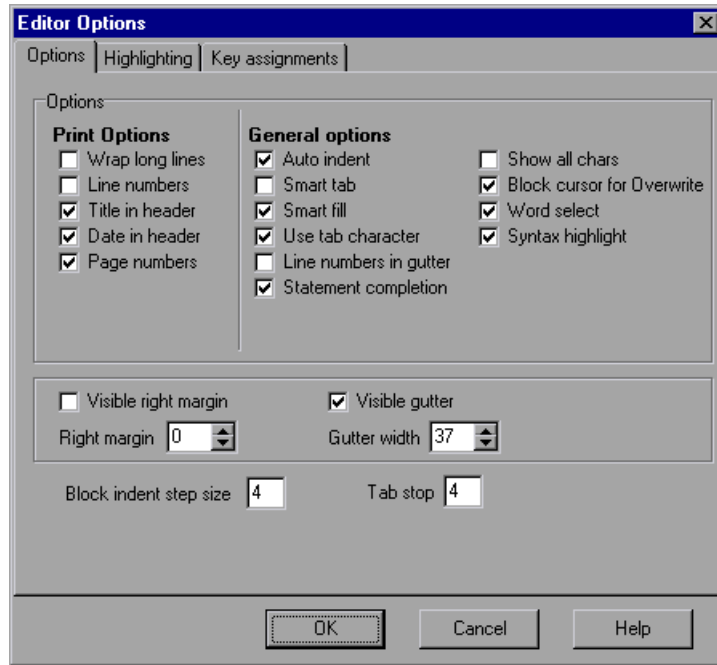 Editor Options
Options Highlighting Key assignments
Options
Print Options
Wrap long lines
Line numbers
Title in header
Date in header
Page numbers
General options
Auto indent
Smart tab
Smart fill
Use tab character
Line numbers in gutter
Statement completion
Show all chars
Block cursor for Overwrite
Word select
Syntax highlight
Visible right margin
Right margin 0
Visible gutter
Gutter width 37
Block indent step size 4
Tab stop 4
OK Cancel Help